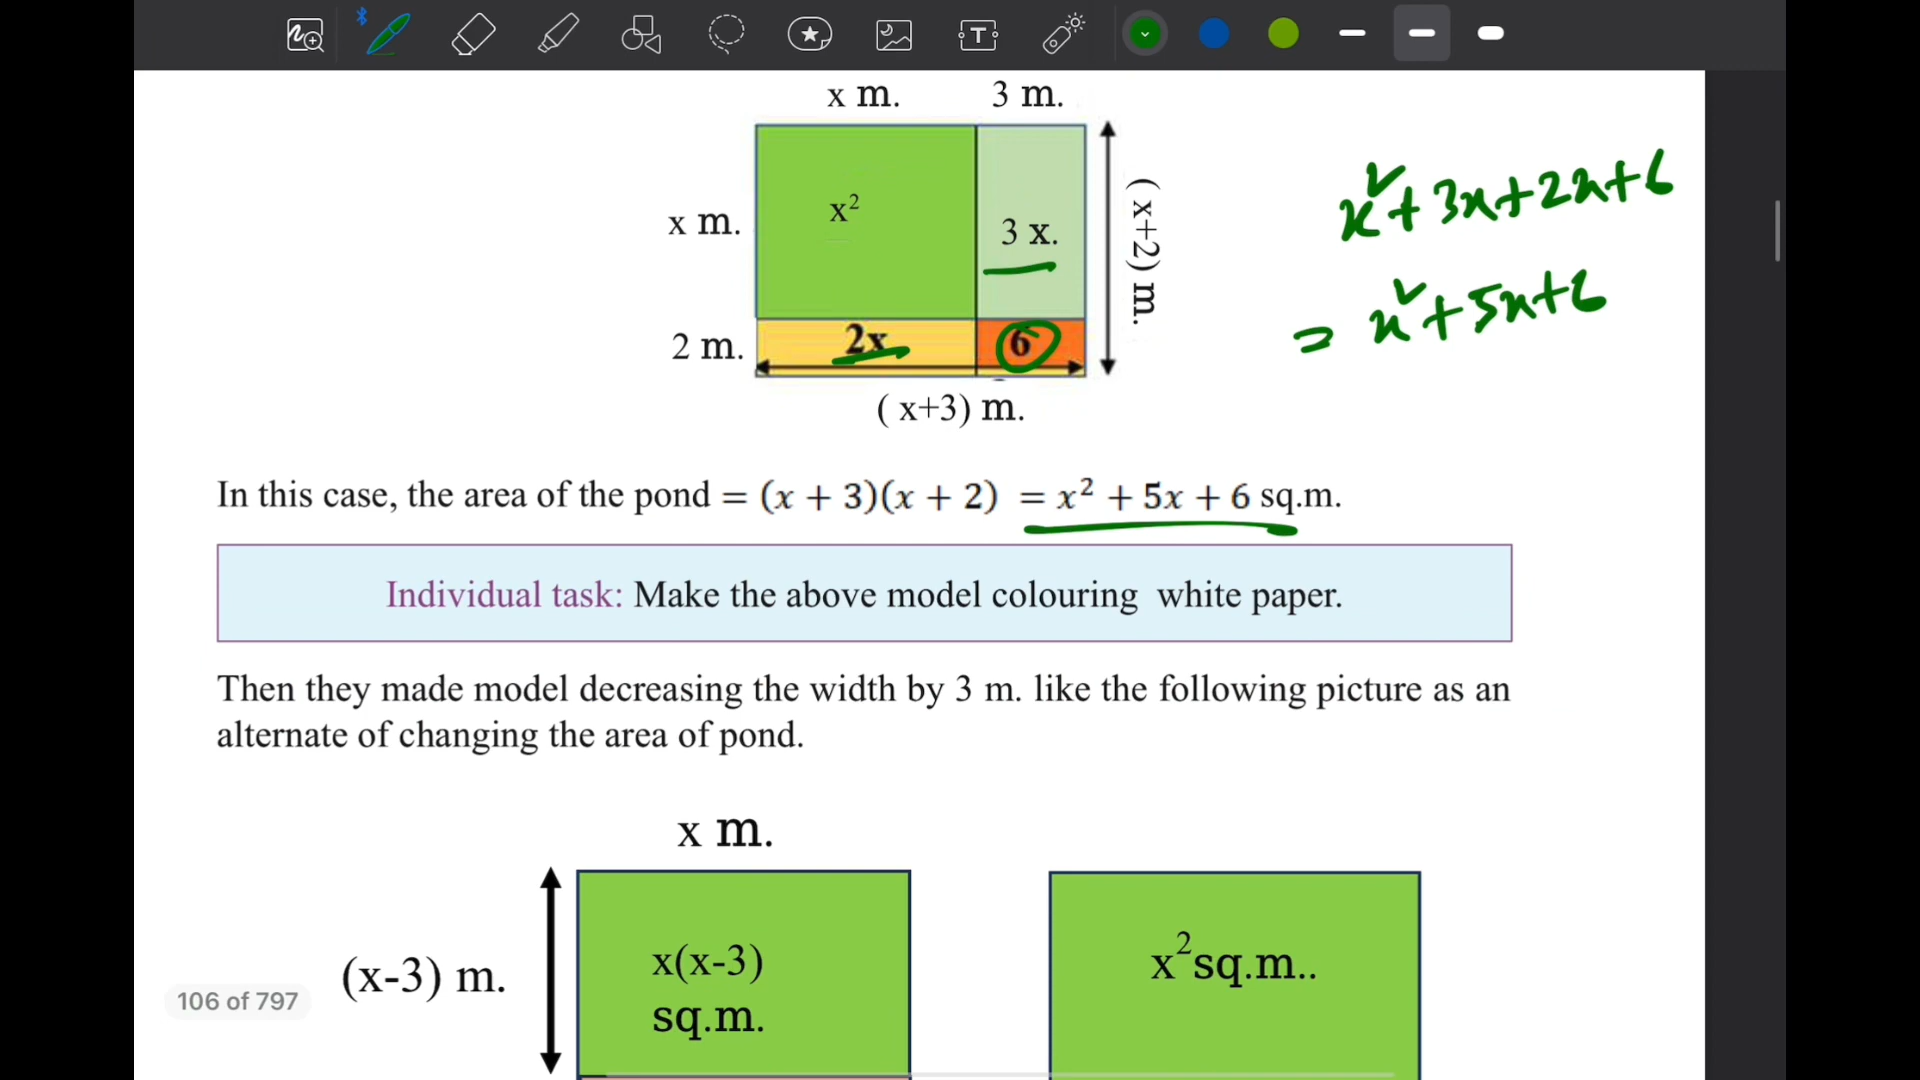 x m. 3 m.
x²
x m.
3 x.
( x+2) m.
2 m.
2x
6
( x+3) m.
x²+3x+2x+6
= x²+5x+6
In this case, the area of the pond = (x + 3)(x + 2) = x² + 5x + 6 sq.m.
Individual task: Make the above model colouring white paper.
Then they made model decreasing the width by 3 m. like the following picture as an
alternate of changing the area of pond.
x m.
(x-3) m.
x(x-3)
sq.m.
x²sq.m..
106 of 797
T